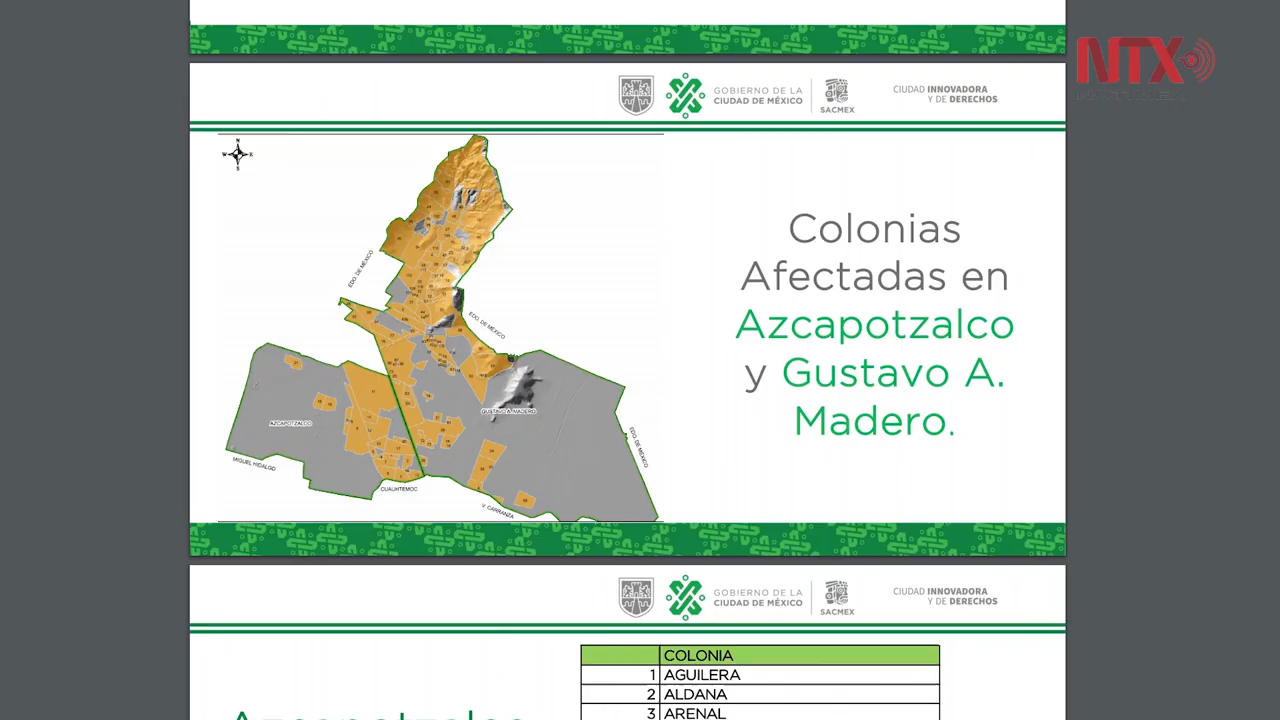 NTX
GOBIERNO DE LA
CIUDAD DE MÉXICO
SACMEX
CIUDAD INNOVADORA
Y DE DERECHOS
N
W
E
S
EDO. DE MÉXICO
EDO. DE MÉXICO
AZCAPOTZALCO
GUSTAVO A. MADERO
EDO. DE MÉXICO
MIGUEL HIDALGO
CUAUHTEMOC
V. CARRANZA
Colonias
Afectadas en
Azcapotzalco
y Gustavo A.
Madero.
GOBIERNO DE LA
CIUDAD DE MÉXICO
SACMEX
CIUDAD INNOVADORA
Y DE DERECHOS
Azcapotzalco
COLONIA
1 AGUILERA
2 ALDANA
3 ARENAL